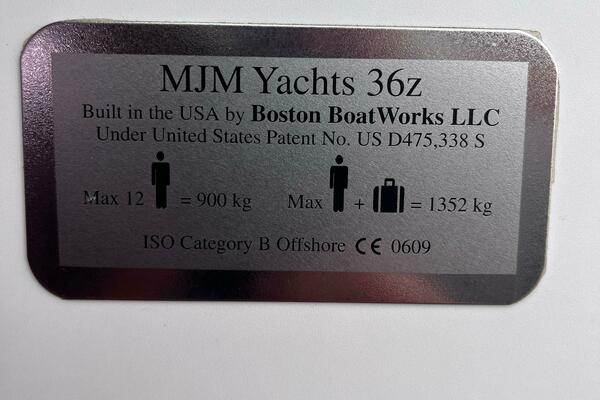 MJM Yachts 36z
Built in the USA by Boston BoatWorks LLC
Under United States Patent No. US D475,338 S
Max 12 = 900 kg Max + = 1352 kg
ISO Category B Offshore CE 0609